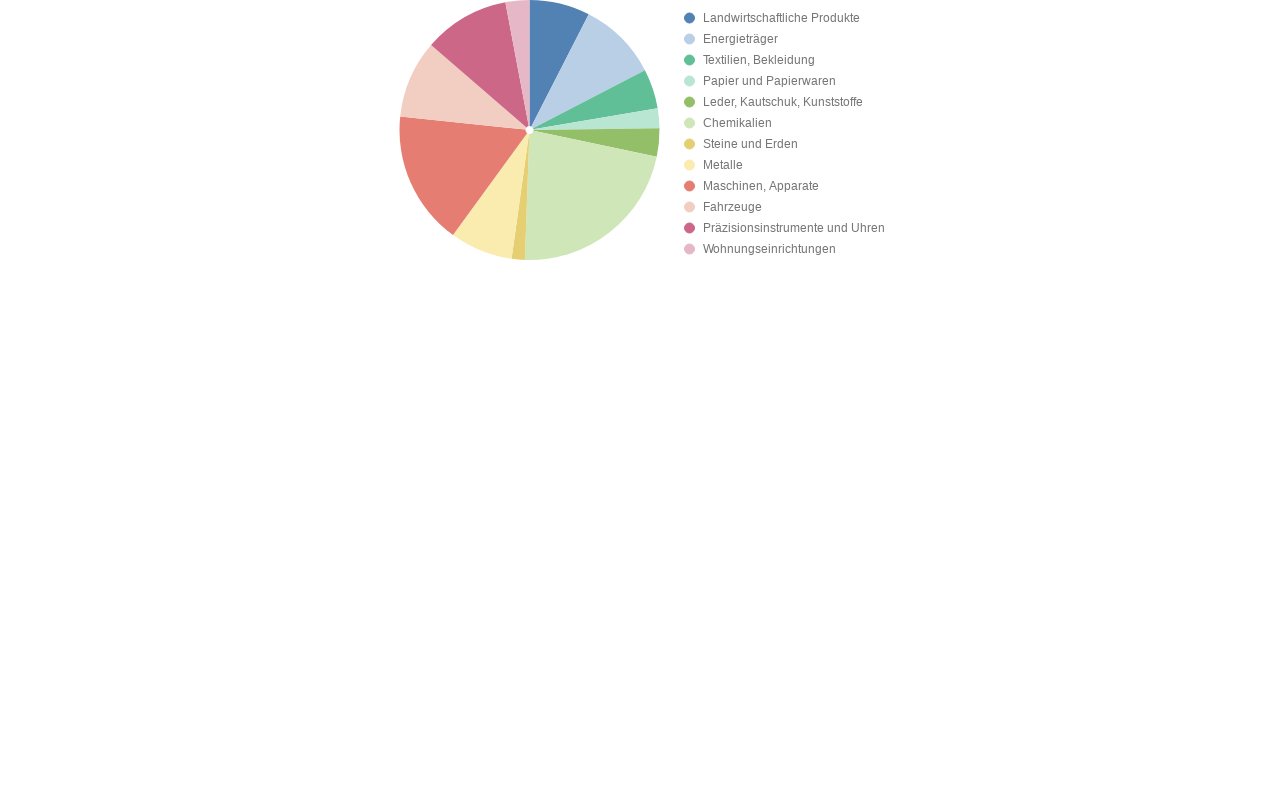 Landwirtschaftliche Produkte
Energieträger
Textilien, Bekleidung
Papier und Papierwaren
Leder, Kautschuk, Kunststoffe
Chemikalien
Steine und Erden
Metalle
Maschinen, Apparate
Fahrzeuge
Präzisionsinstrumente und Uhren
Wohnungseinrichtungen